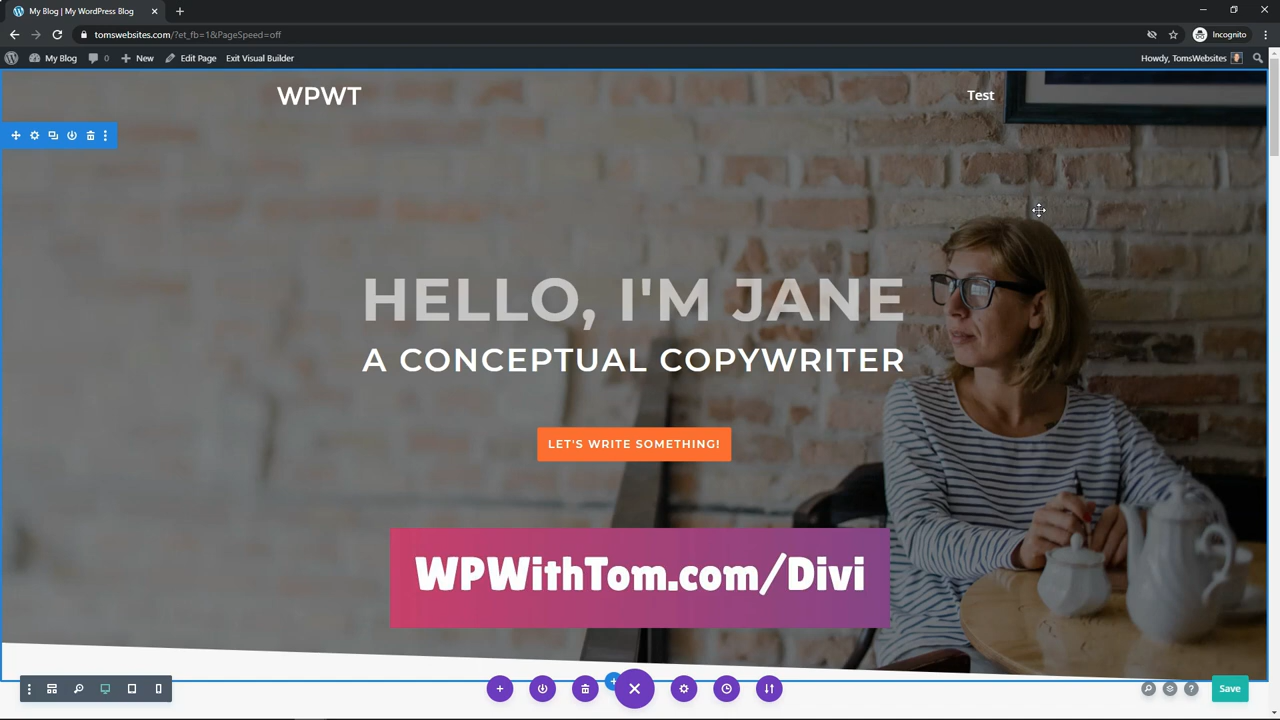 My Blog | My WordPress Blog
tomswebsites.com/?et_fb=1&PageSpeed=off
Incognito
My Blog 0 New Edit Page Exit Visual Builder Howdy, TomsWebsites
WPWT
Test
HELLO, I'M JANE
A CONCEPTUAL COPYWRITER
LET'S WRITE SOMETHING!
WPWithTom.com/Divi
Save